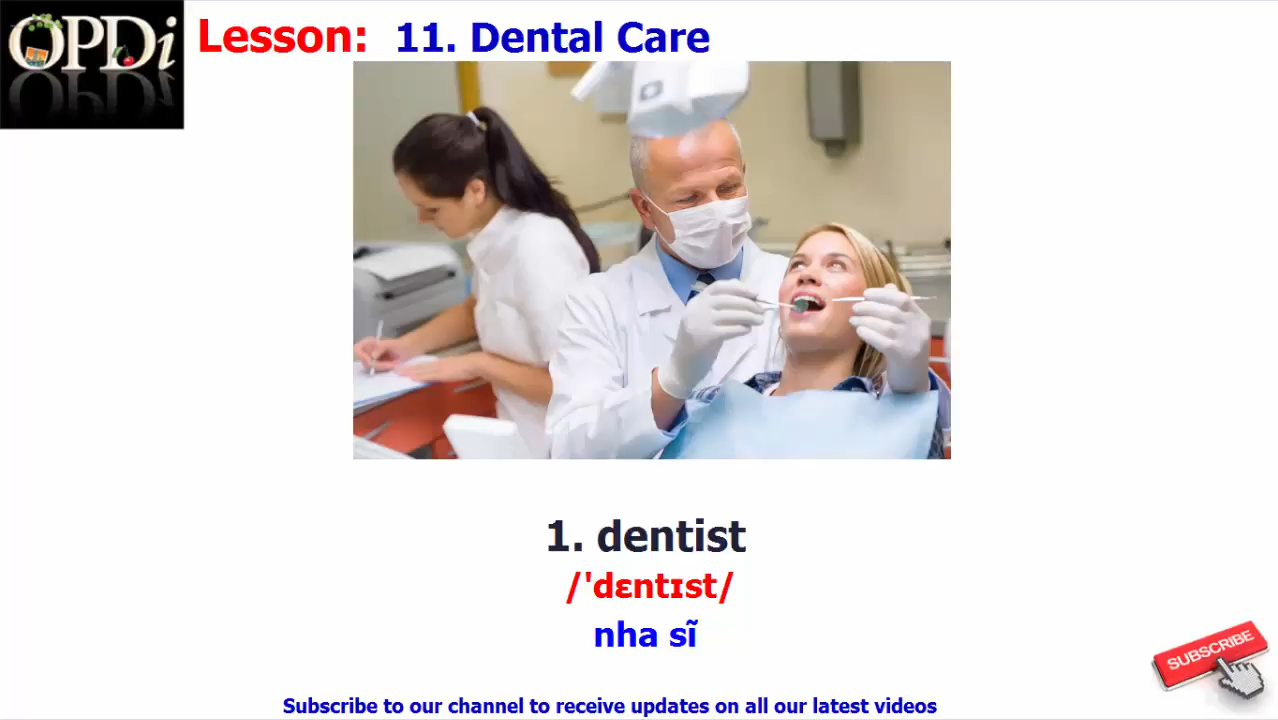 OPDi
Lesson: 11. Dental Care
1. dentist
/ˈdɛntɪst/
nha sĩ
SUBSCRIBE
Subscribe to our channel to receive updates on all our latest videos